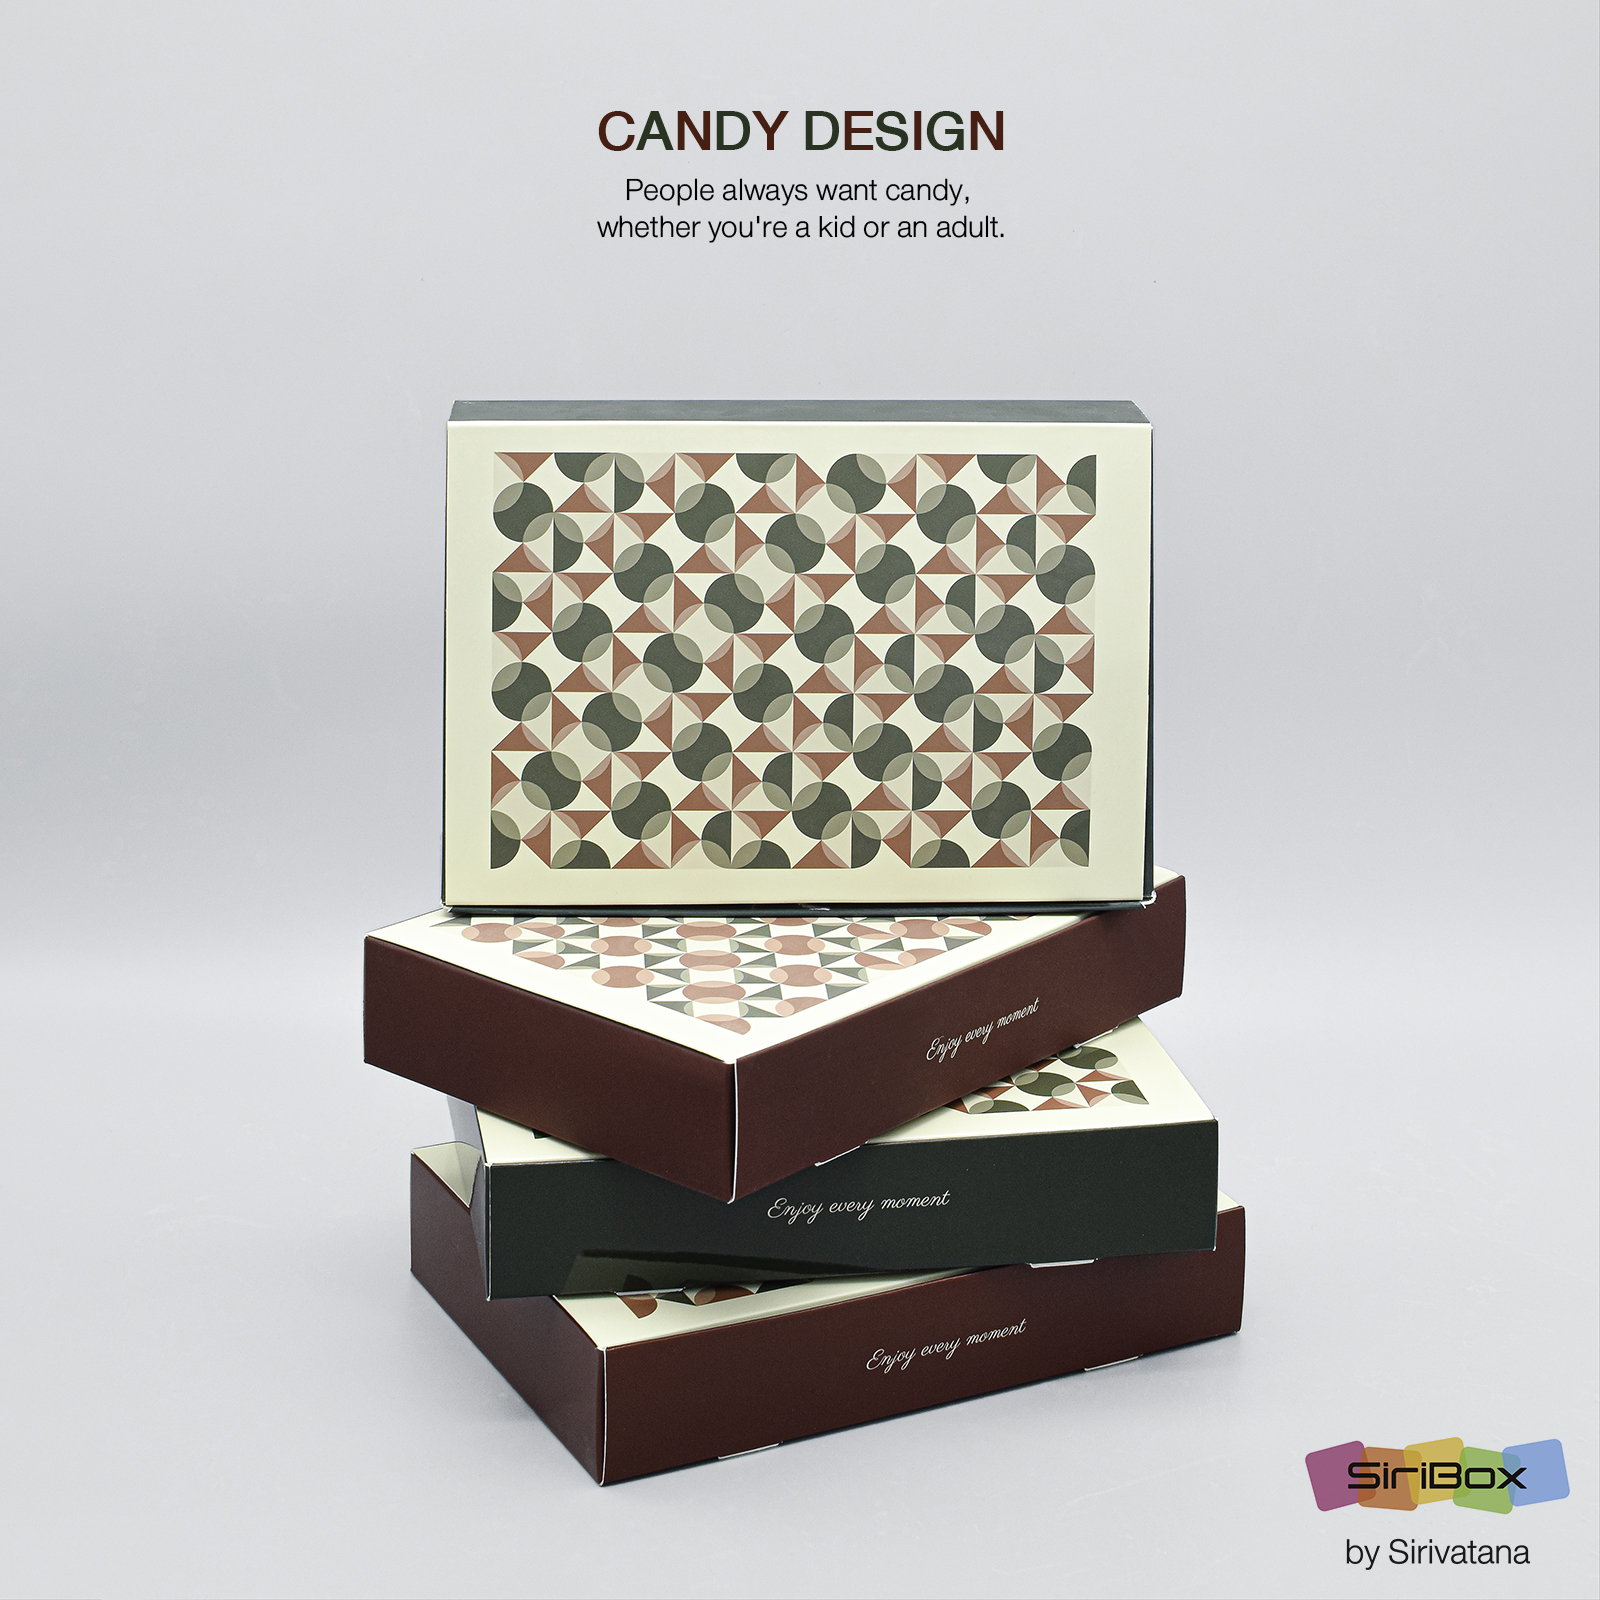 CANDY DESIGN
People always want candy,
whether you're a kid or an adult.
Enjoy every moment
Enjoy every moment
Enjoy every moment
SiriBox
by Sirivatana